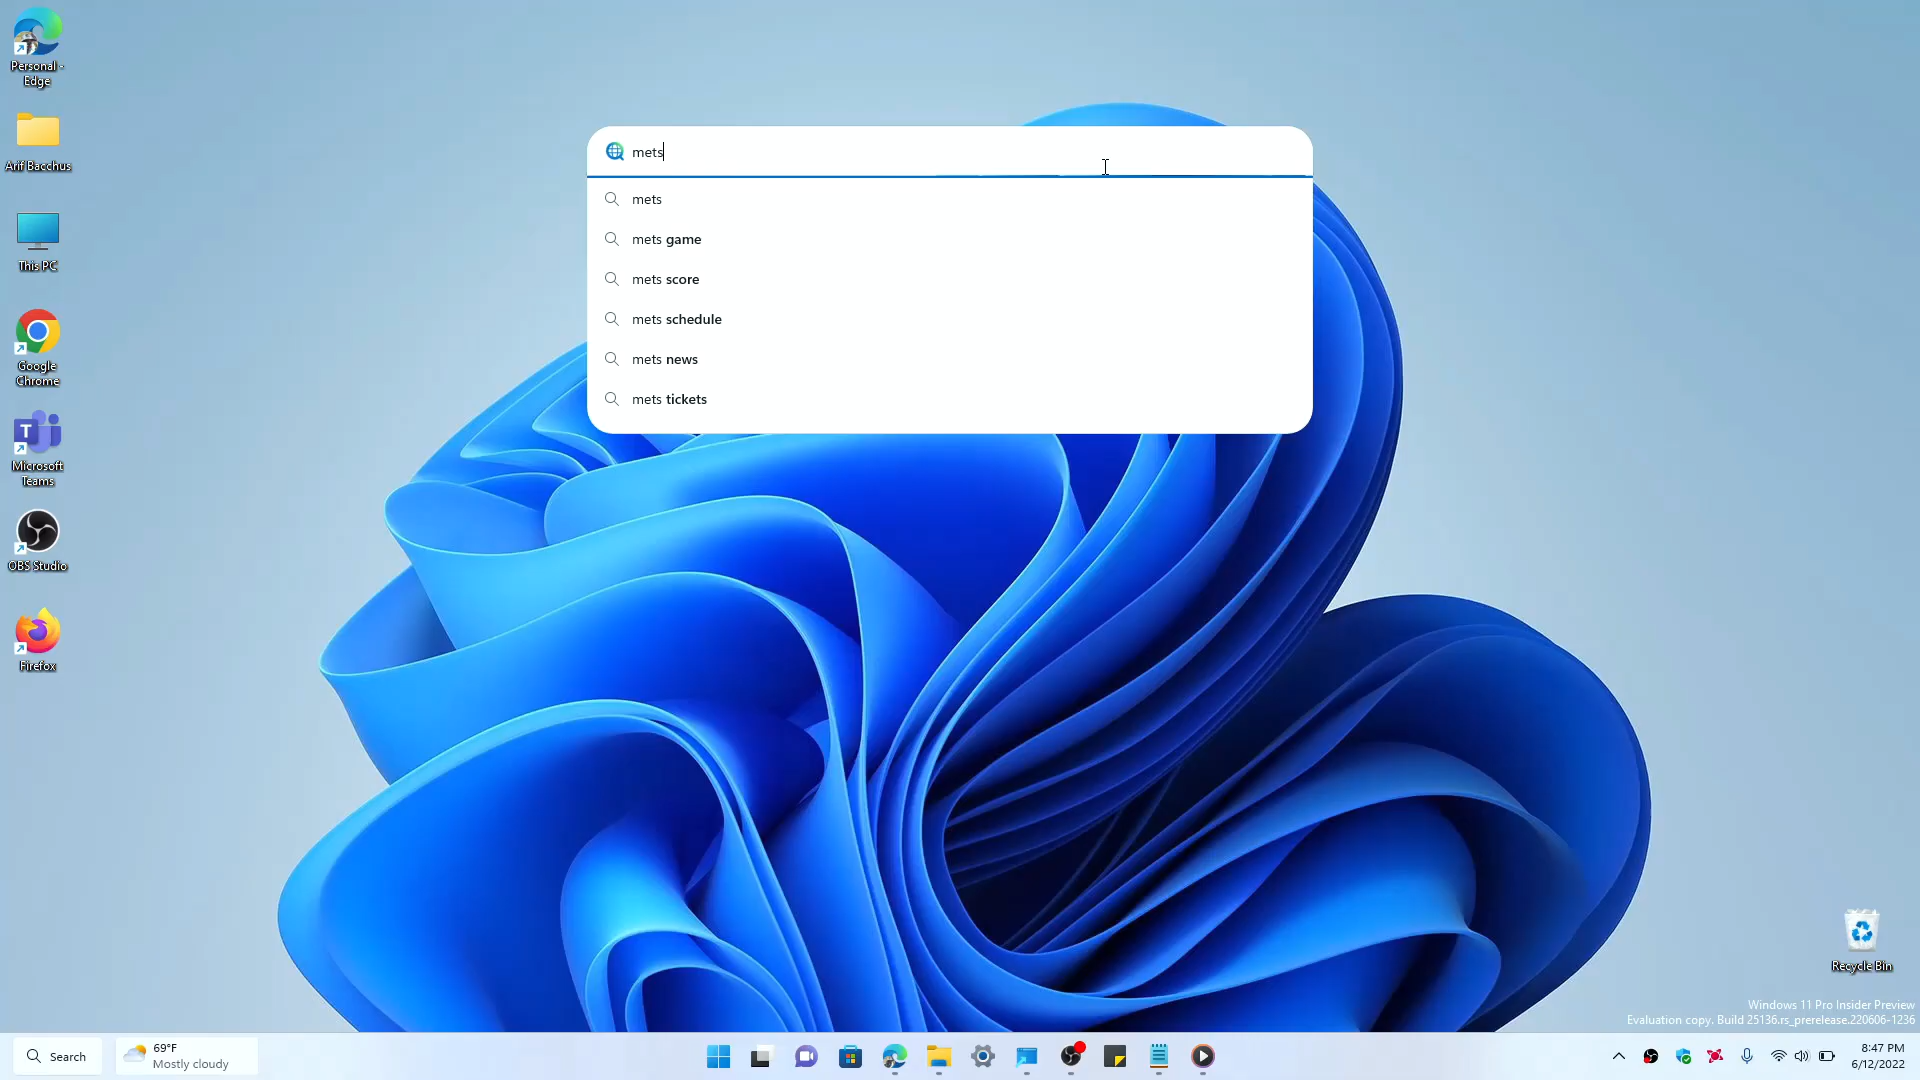 Personal -
Edge
Arif Bacchus
This PC
Google
Chrome
T
Microsoft
Teams
OBS Studio
Firefox
mets
mets
mets game
mets score
mets schedule
mets news
mets tickets
Recycle Bin
Windows 11 Pro Insider Preview
Evaluation copy. Build 25136.rs_prerelease.220606-1236
Search
69°F
Mostly cloudy
8:47 PM
6/12/2022